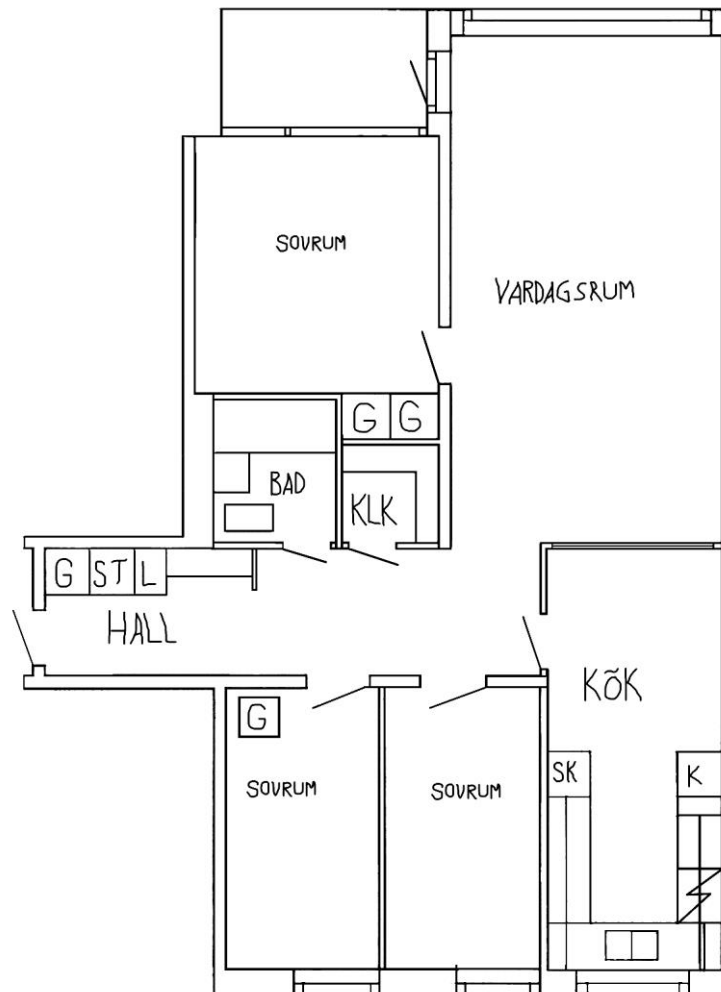 SOVRUM
VARDAGSRUM
G G
BAD
KLK
G ST L
HALL
KÖK
G
SOVRUM
SOVRUM
SK
K